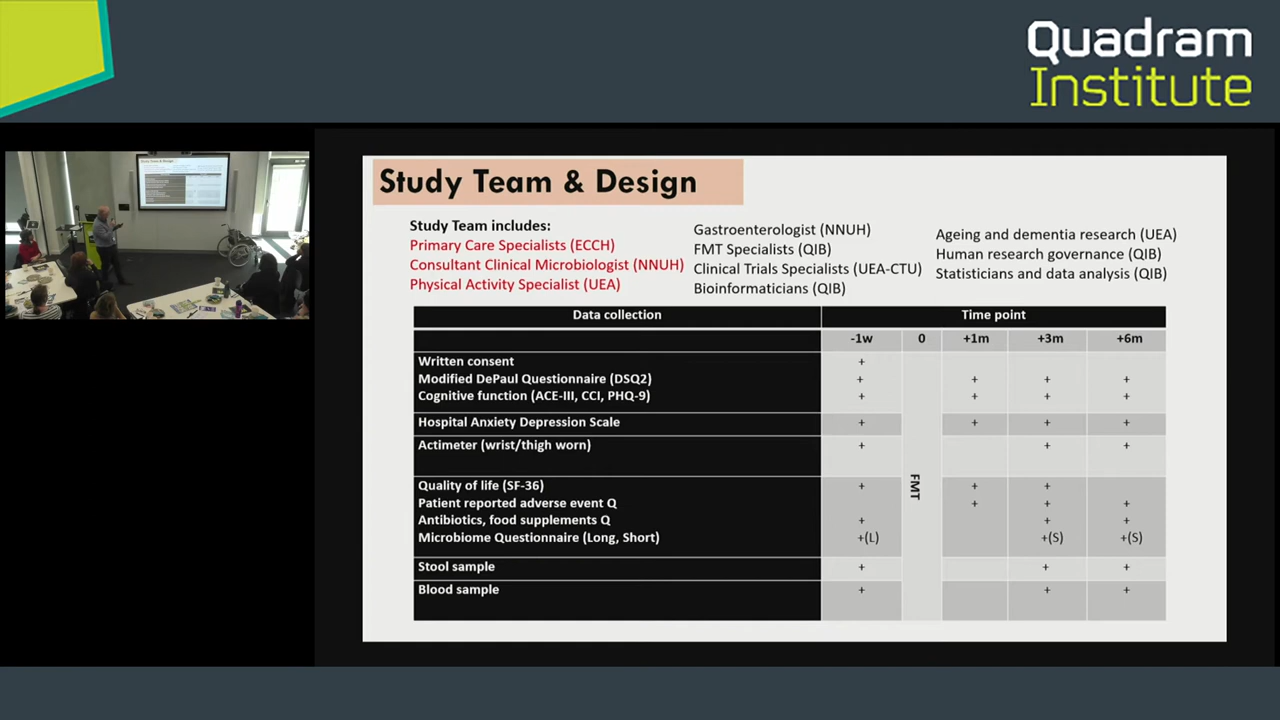 Quadram
Institute
Study Team & Design
Study Team includes:
Primary Care Specialists (ECCH)
Consultant Clinical Microbiologist (NNUH)
Physical Activity Specialist (UEA)
Gastroenterologist (NNUH)
FMT Specialists (QIB)
Clinical Trials Specialists (UEA-CTU)
Bioinformaticians (QIB)
Ageing and dementia research (UEA)
Human research governance (QIB)
Statisticians and data analysis (QIB)
Data collection Time point
-1w 0 +1m +3m +6m
Written consent +
Modified DePaul Questionnaire (DSQ2) + + + +
Cognitive function (ACE-III, CCI, PHQ-9) + + + +
Hospital Anxiety Depression Scale + + + +
Actimeter (wrist/thigh worn) + + +
FMT
Quality of life (SF-36) + + +
Patient reported adverse event Q + + +
Antibiotics, food supplements Q + + +
Microbiome Questionnaire (Long, Short) +(L) +(S) +(S)
Stool sample + + +
Blood sample + + +
Study Team & Design